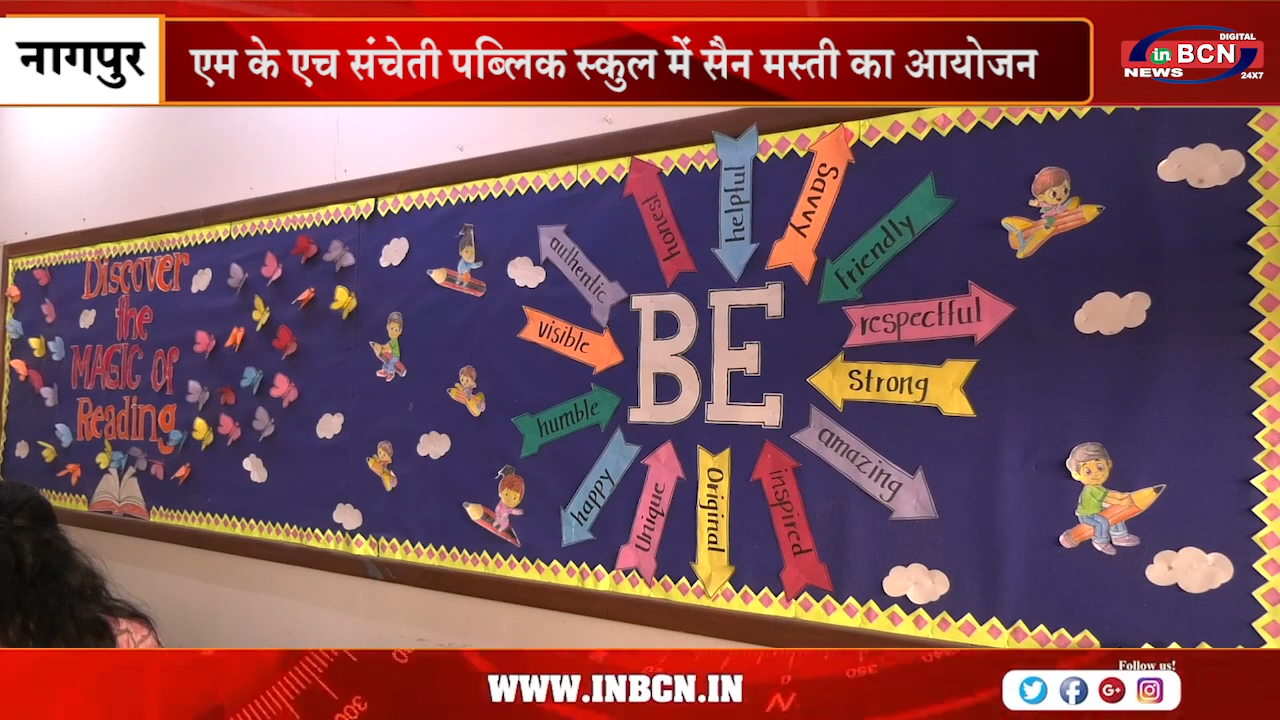 नागपुर
एम के एच संचेती पब्लिक स्कुल में सैन मस्ती का आयोजन
DIGITAL
in BCN
NEWS
24X7
Discover
the
MAGIC of
Reading
BE
authentic
honest
helpful
Savvy
Friendly
respectful
Strong
amazing
inspired
Original
Unique
happy
humble
visible
WWW.INBCN.IN
Follow us!